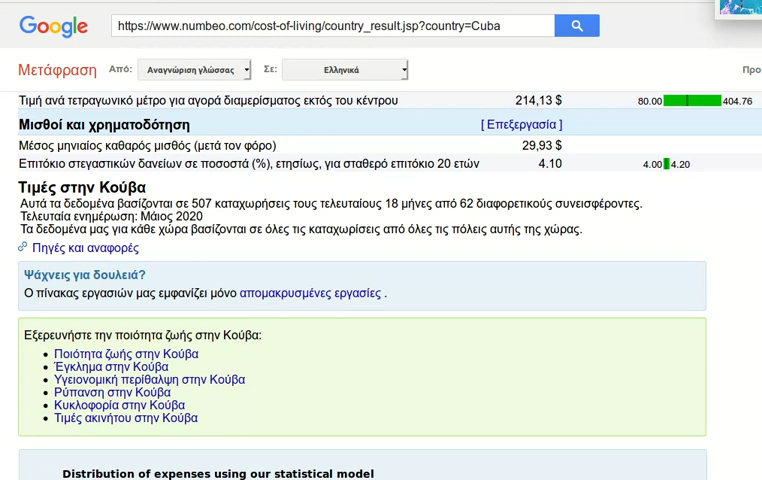 Google https://www.numbeo.com/cost-of-living/country_result.jsp?country=Cuba
Μετάφραση Από: Αναγνώριση γλώσσας Σε: Ελληνικά Προ
Τιμή ανά τετραγωνικό μέτρο για αγορά διαμερίσματος εκτός του κέντρου 214,13 $ 80.00 404.76
Μισθοί και χρηματοδότηση [ Επεξεργασία ]
Μέσος μηνιαίος καθαρός μισθός (μετά τον φόρο) 29,93 $
Επιτόκιο στεγαστικών δανείων σε ποσοστά (%), ετησίως, για σταθερό επιτόκιο 20 ετών 4.10 4.00 4.20
Τιμές στην Κούβα
Αυτά τα δεδομένα βασίζονται σε 507 καταχωρήσεις τους τελευταίους 18 μήνες από 62 διαφορετικούς συνεισφέροντες.
Τελευταία ενημέρωση: Μάιος 2020
Τα δεδομένα μας για κάθε χώρα βασίζονται σε όλες τις καταχωρίσεις από όλες τις πόλεις αυτής της χώρας.
Πηγές και αναφορές
Ψάχνεις για δουλειά?
Ο πίνακας εργασιών μας εμφανίζει μόνο απομακρυσμένες εργασίες .
Εξερευνήστε την ποιότητα ζωής στην Κούβα:
Ποιότητα ζωής στην Κούβα
Έγκλημα στην Κούβα
Υγειονομική περίθαλψη στην Κούβα
Ρύπανση στην Κούβα
Κυκλοφορία στην Κούβα
Τιμές ακινήτου στην Κούβα
Distribution of expenses using our statistical model